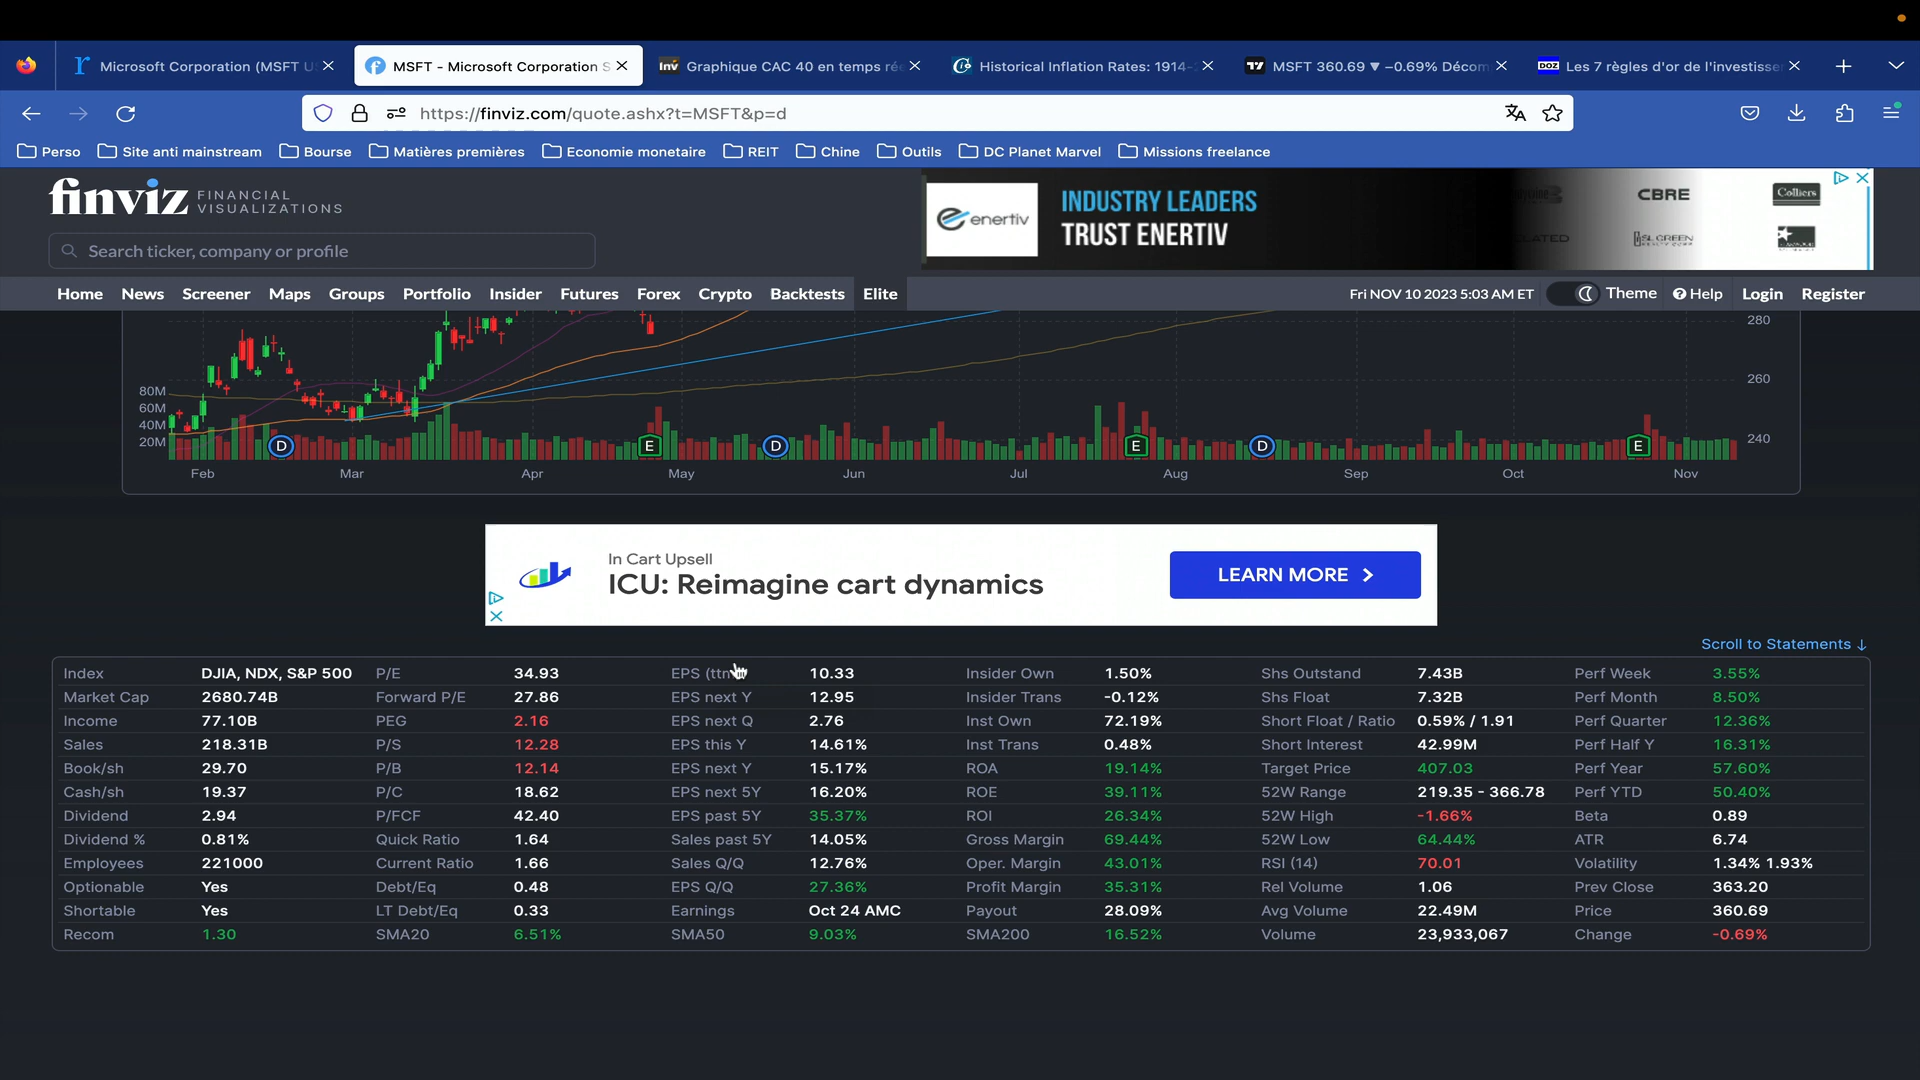 Microsoft Corporation (MSFT U
MSFT - Microsoft Corporation S
Inv
Graphique CAC 40 en temps rée
Historical Inflation Rates: 1914-
MSFT 360.69 ▼ −0.69% Décom
DOZ
Les 7 règles d'or de l'investisse
https://finviz.com/quote.ashx?t=MSFT&p=d
Perso
Site anti mainstream
Bourse
Matières premières
Economie monetaire
REIT
Chine
Outils
DC Planet Marvel
Missions freelance
finviz
FINANCIAL
VISUALIZATIONS
Search ticker, company or profile
enertiv
INDUSTRY LEADERS
TRUST ENERTIV
CBRE
Colliers
SL GREEN
Home News Screener Maps Groups Portfolio Insider Futures Forex Crypto Backtests Elite
Fri NOV 10 2023 5:03 AM ET
Theme
Help
Login
Register
280
260
240
80M
60M
40M
20M
D E D E D E
Feb Mar Apr May Jun Jul Aug Sep Oct Nov
In Cart Upsell
ICU: Reimagine cart dynamics
LEARN MORE
Scroll to Statements ↓
Index DJIA, NDX, S&P 500 P/E 34.93 EPS (ttm 10.33 Insider Own 1.50% Shs Outstand 7.43B Perf Week 3.55%
Market Cap 2680.74B Forward P/E 27.86 EPS next Y 12.95 Insider Trans -0.12% Shs Float 7.32B Perf Month 8.50%
Income 77.10B PEG 2.16 EPS next Q 2.76 Inst Own 72.19% Short Float / Ratio 0.59% / 1.91 Perf Quarter 12.36%
Sales 218.31B P/S 12.28 EPS this Y 14.61% Inst Trans 0.48% Short Interest 42.99M Perf Half Y 16.31%
Book/sh 29.70 P/B 12.14 EPS next Y 15.17% ROA 19.14% Target Price 407.03 Perf Year 57.60%
Cash/sh 19.37 P/C 18.62 EPS next 5Y 16.20% ROE 39.11% 52W Range 219.35 - 366.78 Perf YTD 50.40%
Dividend 2.94 P/FCF 42.40 EPS past 5Y 35.37% ROI 26.34% 52W High -1.66% Beta 0.89
Dividend % 0.81% Quick Ratio 1.64 Sales past 5Y 14.05% Gross Margin 69.44% 52W Low 64.44% ATR 6.74
Employees 221000 Current Ratio 1.66 Sales Q/Q 12.76% Oper. Margin 43.01% RSI (14) 70.01 Volatility 1.34% 1.93%
Optionable Yes Debt/Eq 0.48 EPS Q/Q 27.36% Profit Margin 35.31% Rel Volume 1.06 Prev Close 363.20
Shortable Yes LT Debt/Eq 0.33 Earnings Oct 24 AMC Payout 28.09% Avg Volume 22.49M Price 360.69
Recom 1.30 SMA20 6.51% SMA50 9.03% SMA200 16.52% Volume 23,933,067 Change -0.69%